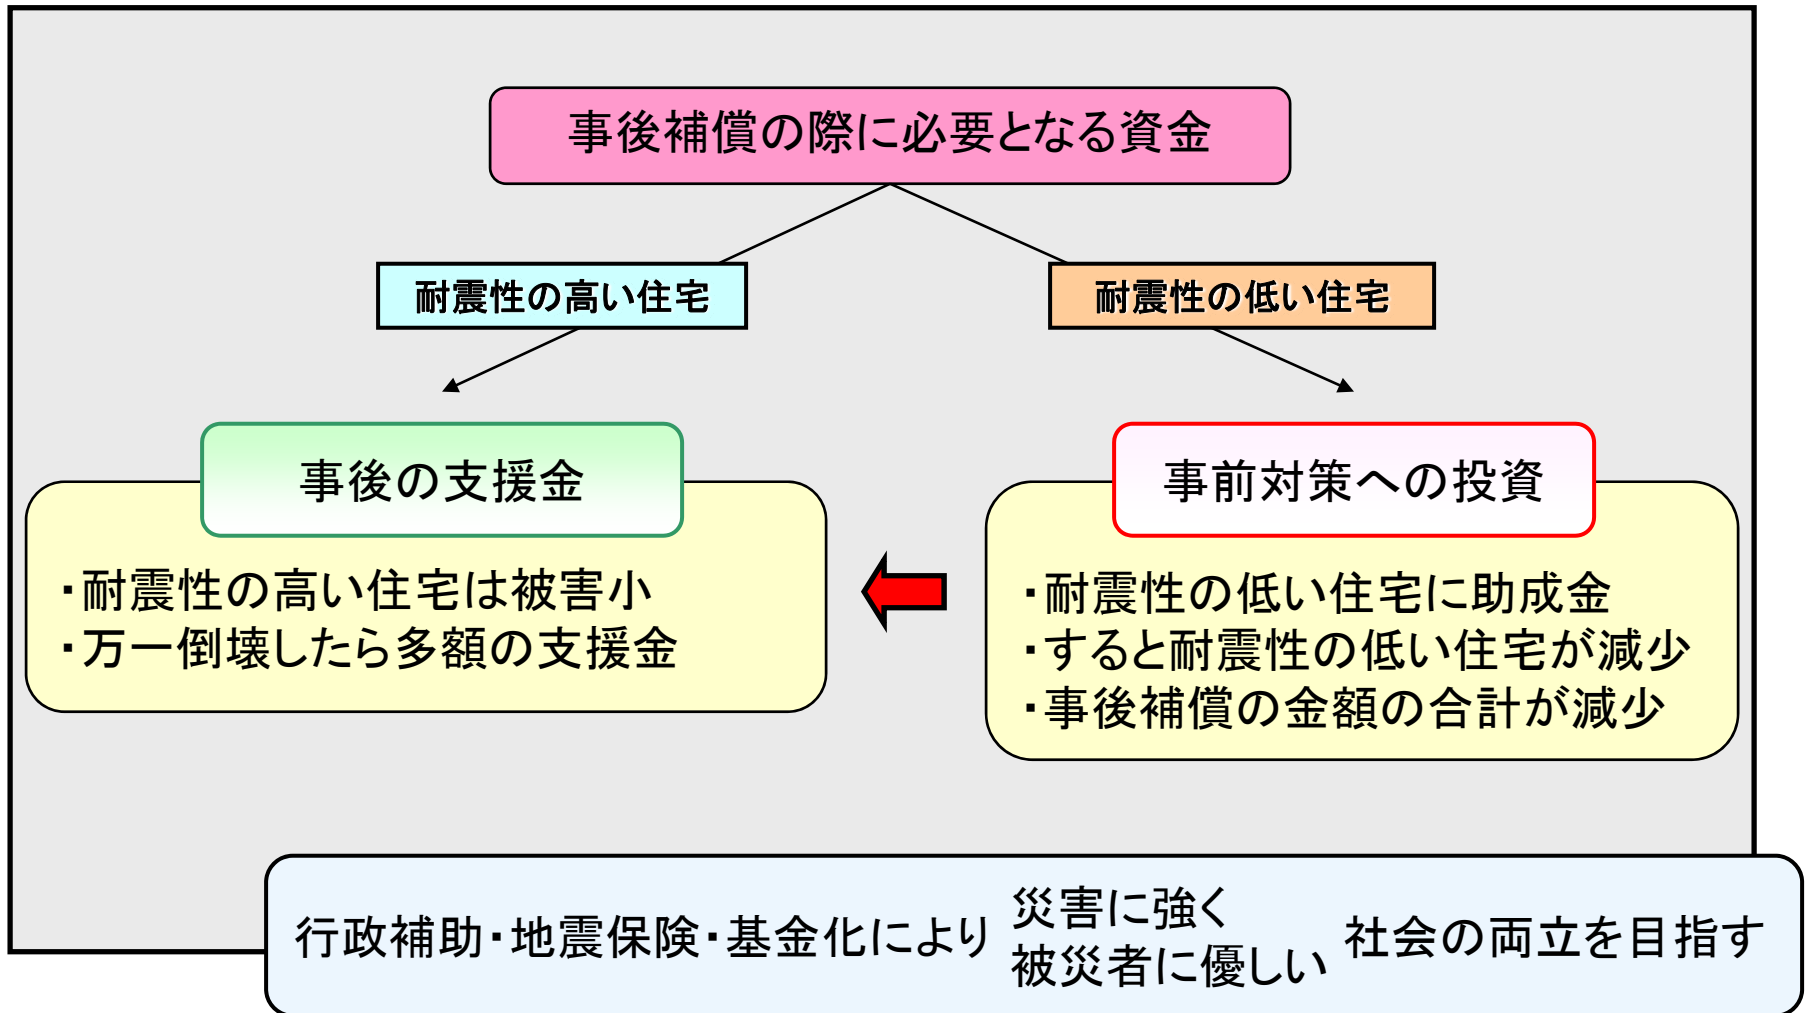 事後補償の際に必要となる資金
耐震性の高い住宅
耐震性の低い住宅
事後の支援金
・耐震性の高い住宅は被害小
・万一倒壊したら多額の支援金
事前対策への投資
・耐震性の低い住宅に助成金
・すると耐震性の低い住宅が減少
・事後補償の金額の合計が減少
行政補助・地震保険・基金化により
災害に強く
被災者に優しい
社会の両立を目指す